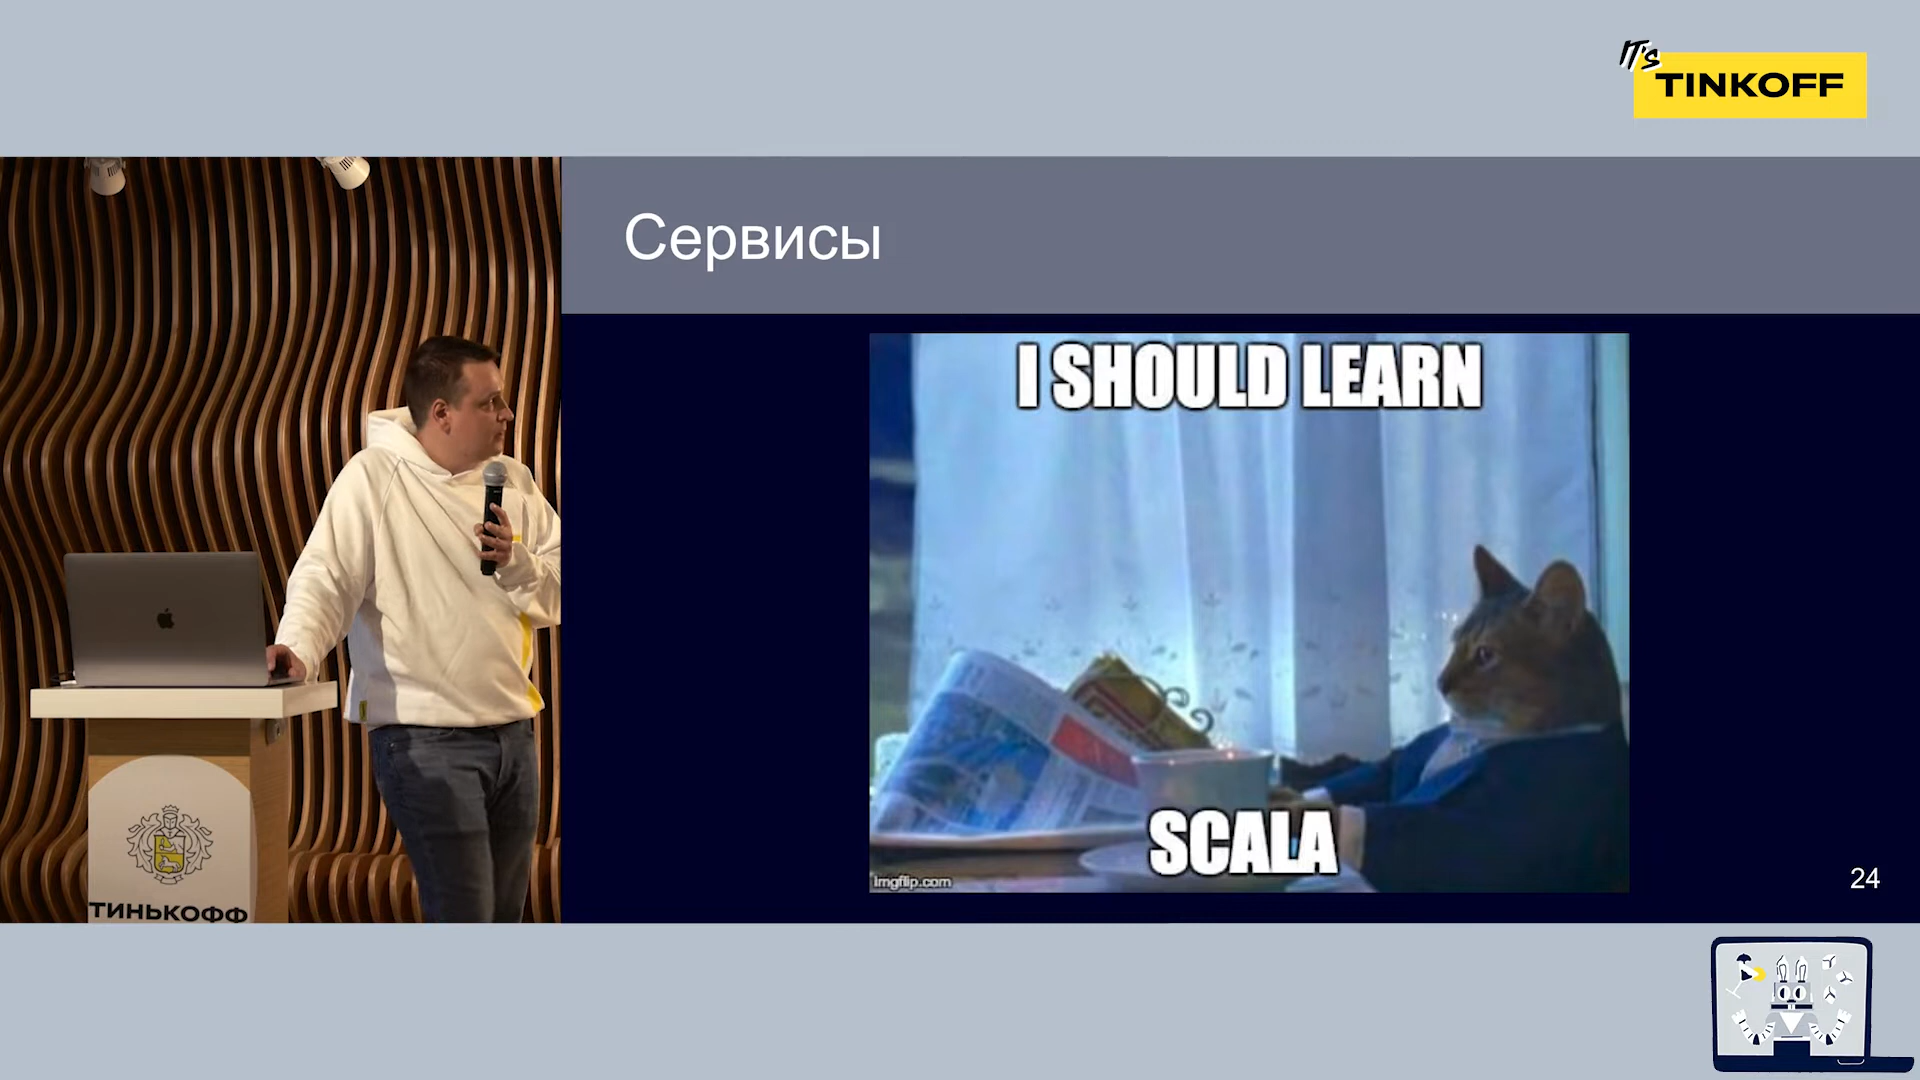 IT's
TINKOFF
Сервисы
I SHOULD LEARN
SCALA
imgflip.com
24
ТИНЬКОФФ